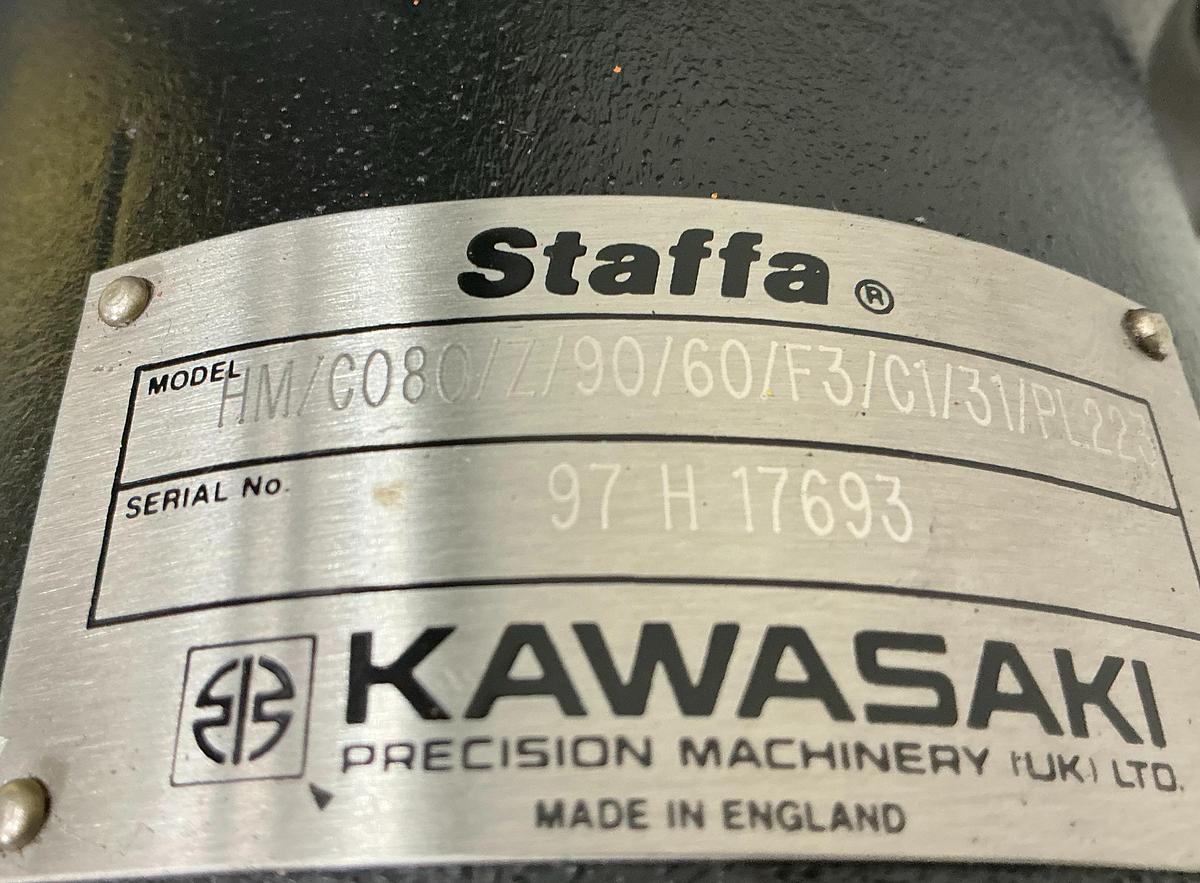 Staffa ®
MODEL HM/C080/Z/90/60/F3/C1/31/PL223
SERIAL No. 97 H 17693
KAWASAKI
PRECISION MACHINERY (UK) LTD.
MADE IN ENGLAND